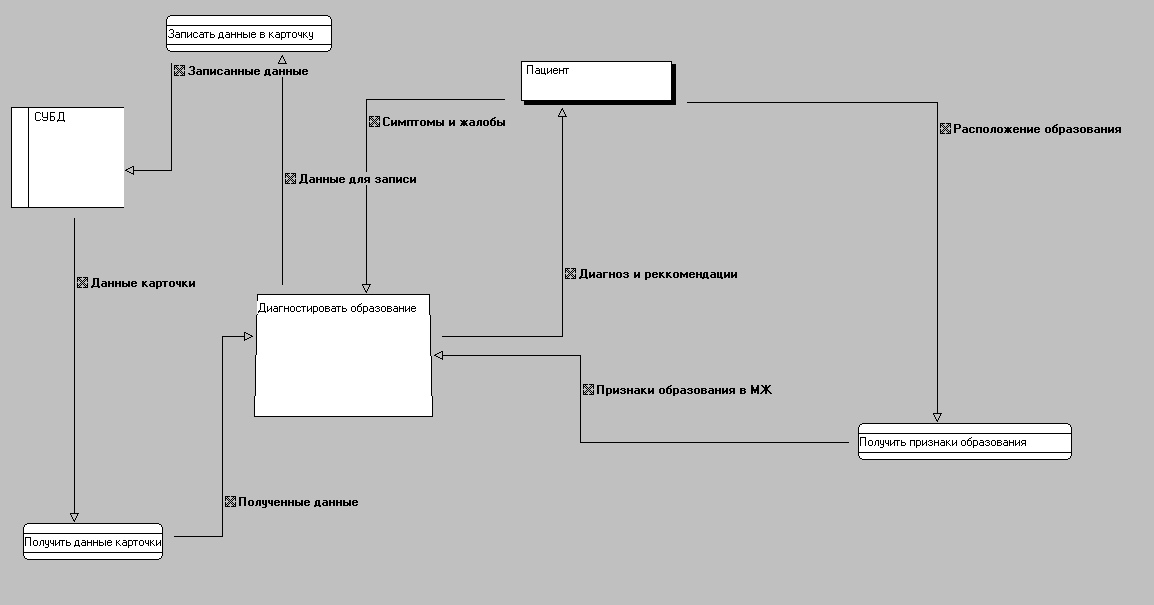 Записать данные в карточку
Пациент
Записанные данные
СУБД
Симптомы и жалобы
Расположение образования
Данные для записи
Диагноз и реккомендации
Данные карточки
Диагностировать образование
Признаки образования в МЖ
Получить признаки образования
Полученные данные
Получить данные карточки